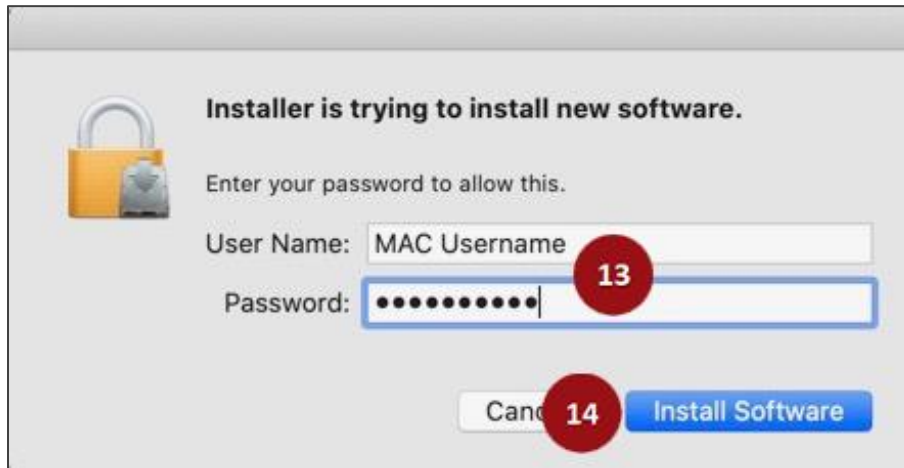 Installer is trying to install new software.
Enter your password to allow this.
User Name: MAC Username
13
Password: ••••••••••
14 Install Software